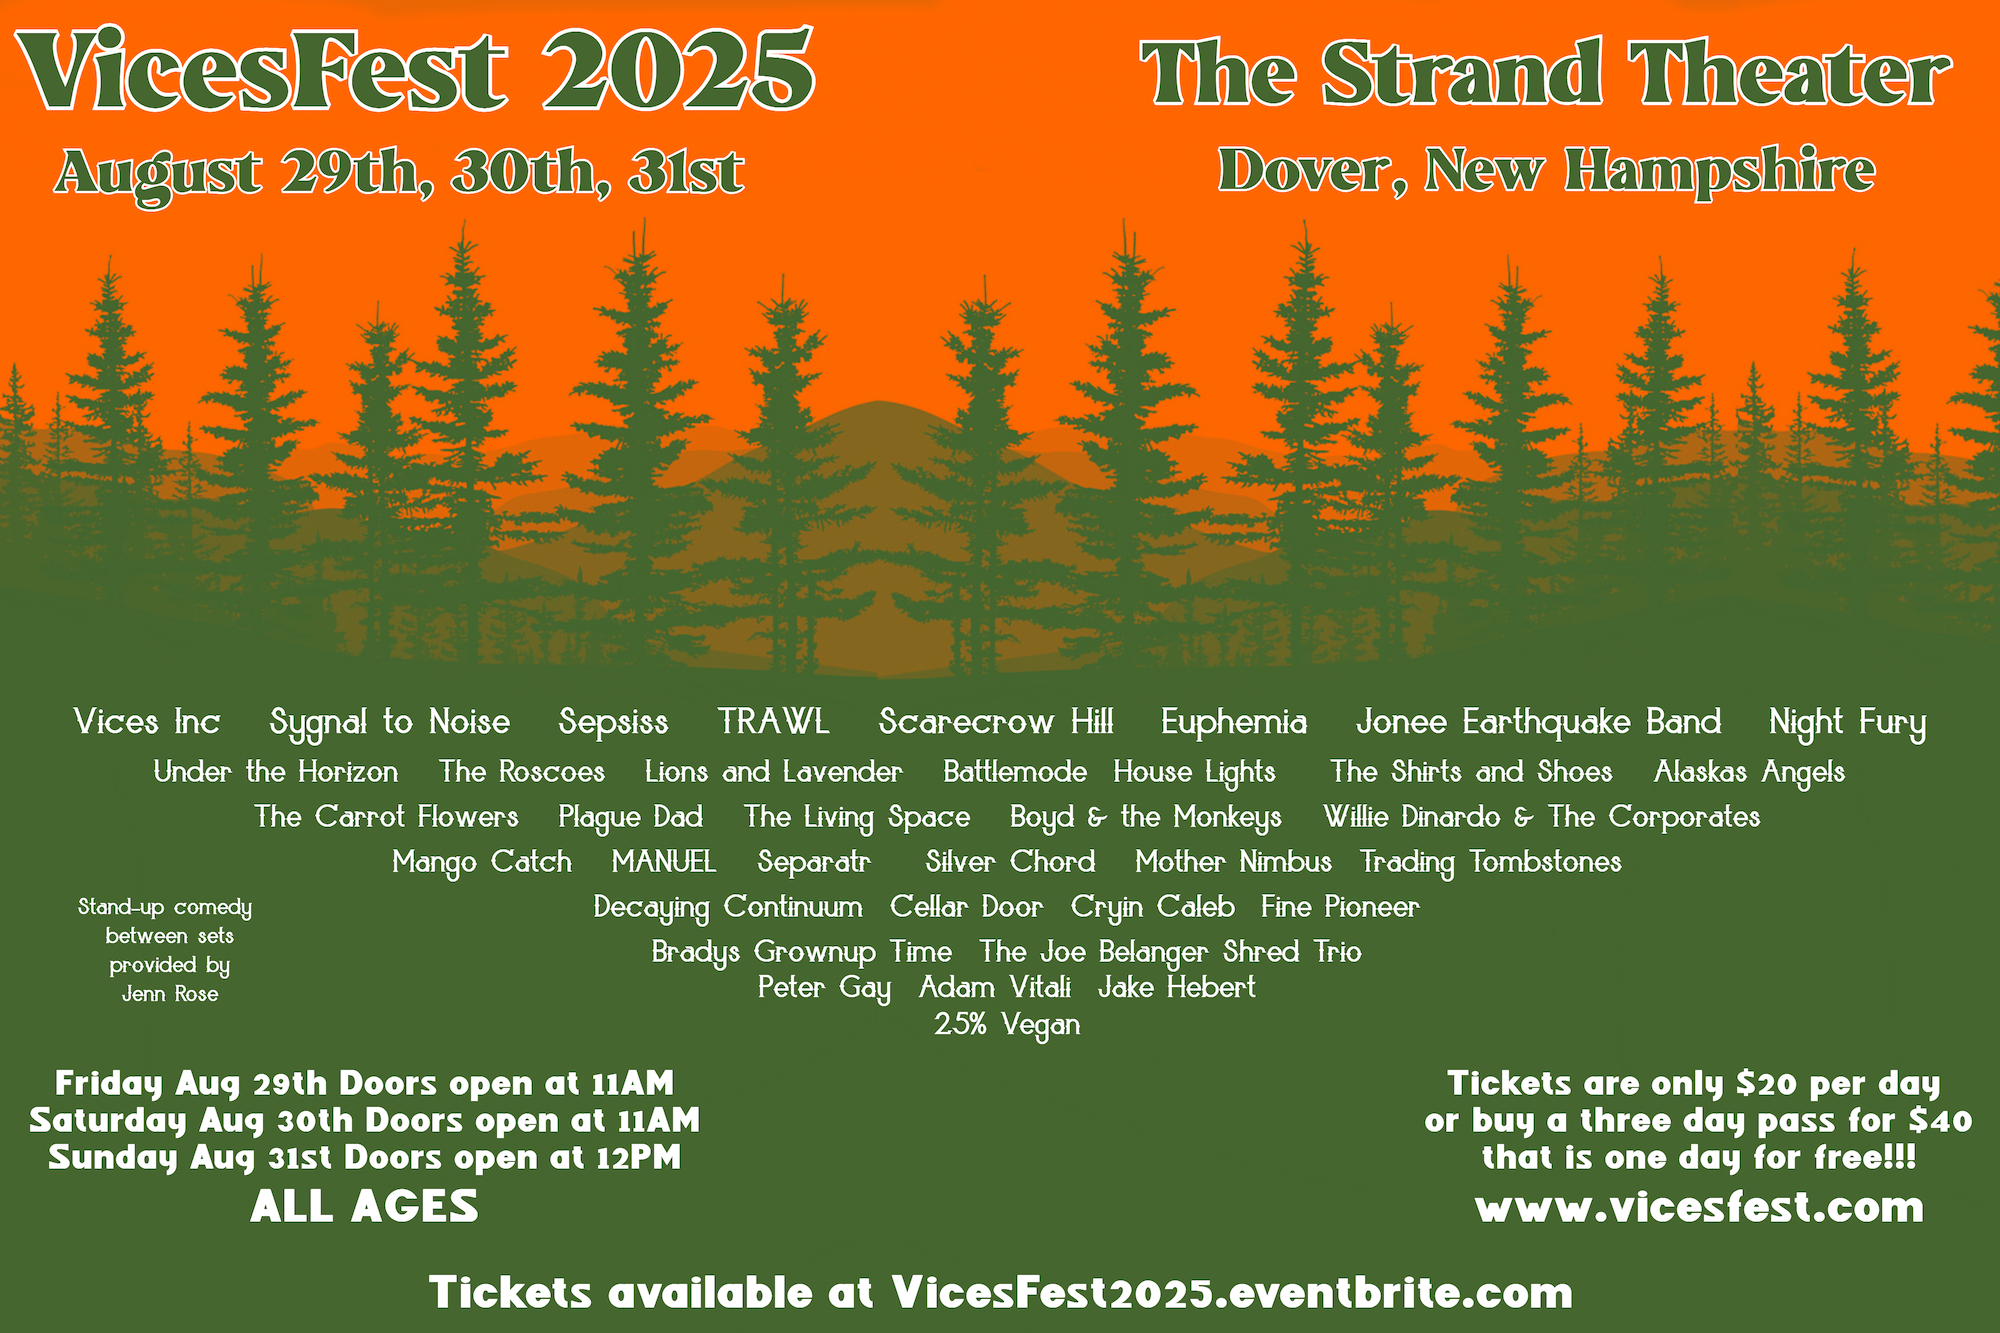 VicesFest 2025
August 29th, 30th, 31st
The Strand Theater
Dover, New Hampshire
Vices Inc Sygnal to Noise Sepsiss TRAWL Scarecrow Hill Euphemia Jonee Earthquake Band Night Fury
Under the Horizon The Roscoes Lions and Lavender Battlemode House Lights The Shirts and Shoes Alaskas Angels
The Carrot Flowers Plague Dad The Living Space Boyd & the Monkeys Willie Dinardo & The Corporates
Mango Catch MANUEL Separatr Silver Chord Mother Nimbus Trading Tombstones
Decaying Continuum Cellar Door Cryin Caleb Fine Pioneer
Bradys Grownup Time The Joe Belanger Shred Trio
Peter Gay Adam Vitali Jake Hebert
25% Vegan
Stand-up comedy
between sets
provided by
Jenn Rose
Friday Aug 29th Doors open at 11AM
Saturday Aug 30th Doors open at 11AM
Sunday Aug 31st Doors open at 12PM
ALL AGES
Tickets are only $20 per day
or buy a three day pass for $40
that is one day for free!!!
www.vicesfest.com
Tickets available at VicesFest2025.eventbrite.com